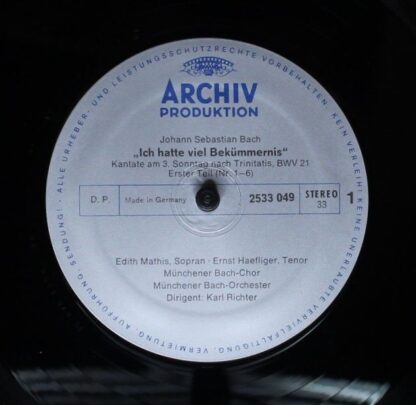 ALLE URHEBER- UND LEISTUNGSSCHUTZRECHTE VORBEHALTEN · KEIN VERLEIH! KEINE UNERLAUBTE VERVIELFÄLTIGUNG, VERMIETUNG, AUFFÜHRUNG, SENDUNG! ·
ARCHIV
PRODUKTION
Johann Sebastian Bach
„Ich hatte viel Bekümmernis“
Kantate am 3. Sonntag nach Trinitatis, BWV 21
Erster Teil (Nr. 1–6)
D. P. Made in Germany 2533 049 STEREO 33 1
Edith Mathis, Sopran · Ernst Haefliger, Tenor
Münchener Bach-Chor
Münchener Bach-Orchester
Dirigent: Karl Richter